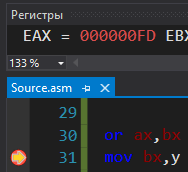 Регистры
EAX = 000000FD EBX
133 %
Source.asm
29
30 or ax,bx
31 mov bx,y